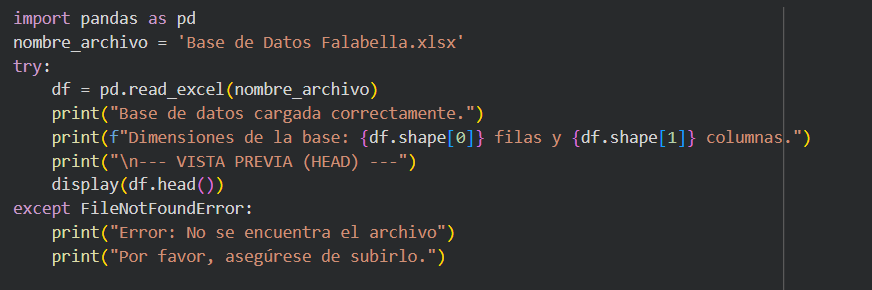 import pandas as pd
nombre_archivo = 'Base de Datos Falabella.xlsx'
try:
    df = pd.read_excel(nombre_archivo)
    print("Base de datos cargada correctamente.")
    print(f"Dimensiones de la base: {df.shape[0]} filas y {df.shape[1]} columnas.")
    print("\n--- VISTA PREVIA (HEAD) ---")
    display(df.head())
except FileNotFoundError:
    print("Error: No se encuentra el archivo")
    print("Por favor, asegúrese de subirlo.")